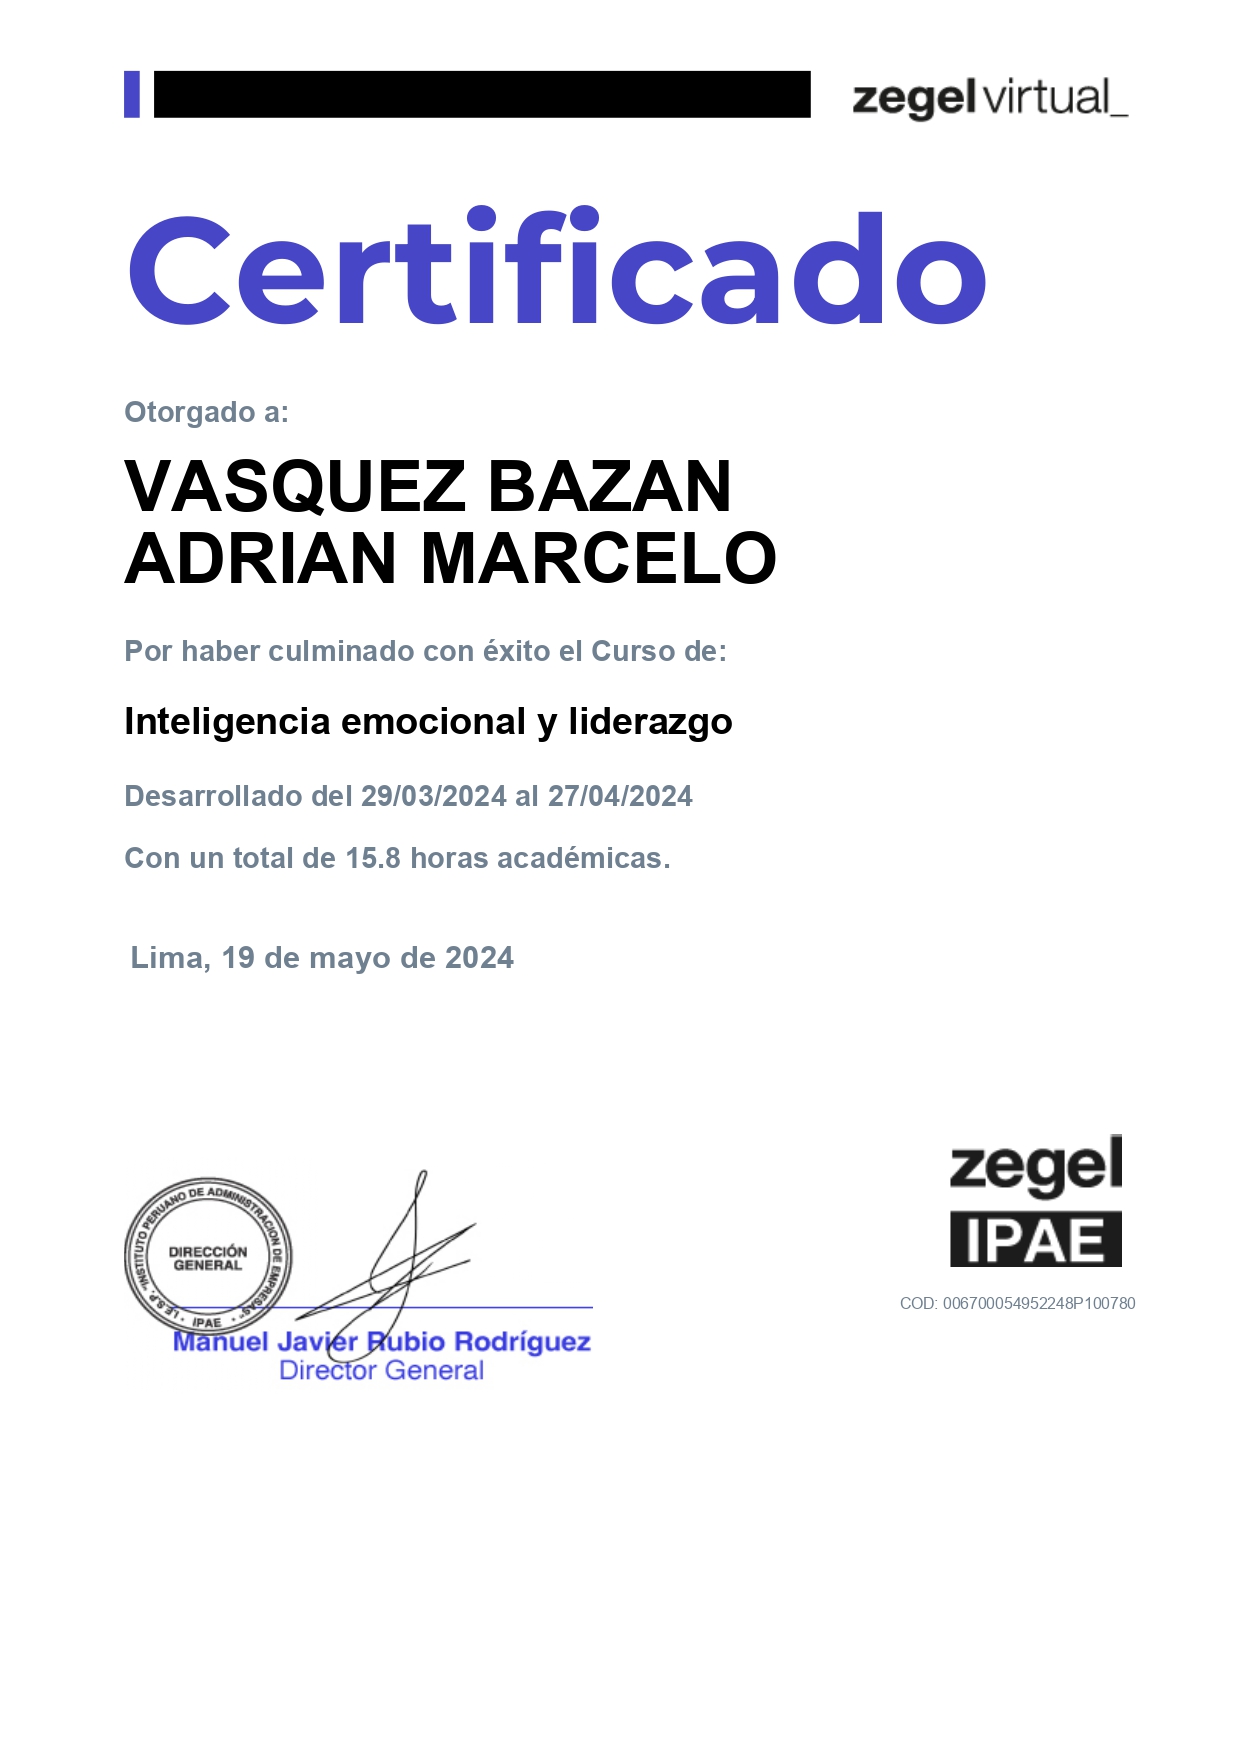 zegel virtual_
Certificado
Otorgado a:
VASQUEZ BAZAN
ADRIAN MARCELO
Por haber culminado con éxito el Curso de:
Inteligencia emocional y liderazgo
Desarrollado del 29/03/2024 al 27/04/2024
Con un total de 15.8 horas académicas.
Lima, 19 de mayo de 2024
I.E.S.P. "INSTITUTO PERUANO DE ADMINISTRACION DE EMPRESAS"
· IPAE ·
DIRECCIÓN
GENERAL
Manuel Javier Rubio Rodríguez
Director General
zegel
IPAE
COD: 006700054952248P100780